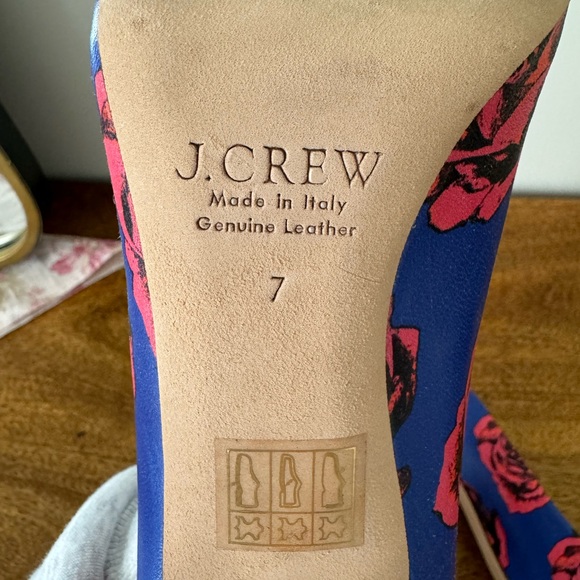 J.CREW
Made in Italy
Genuine Leather
7